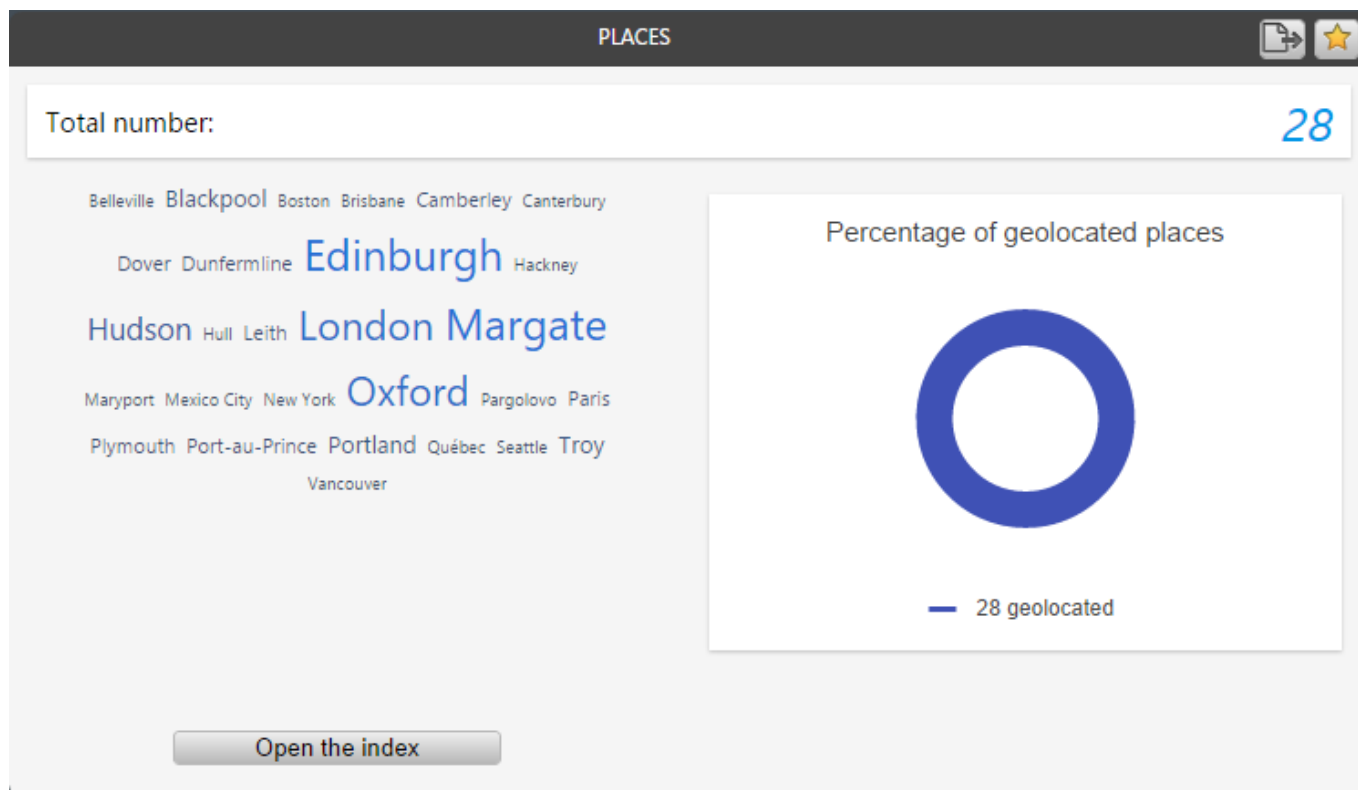 PLACES
Total number:
28
Belleville Blackpool Boston Brisbane Camberley Canterbury
Dover Dunfermline Edinburgh Hackney
Hudson Hull Leith London Margate
Maryport Mexico City New York Oxford Pargolovo Paris
Plymouth Port-au-Prince Portland Québec Seattle Troy
Vancouver
Open the index
Percentage of geolocated places
28 geolocated